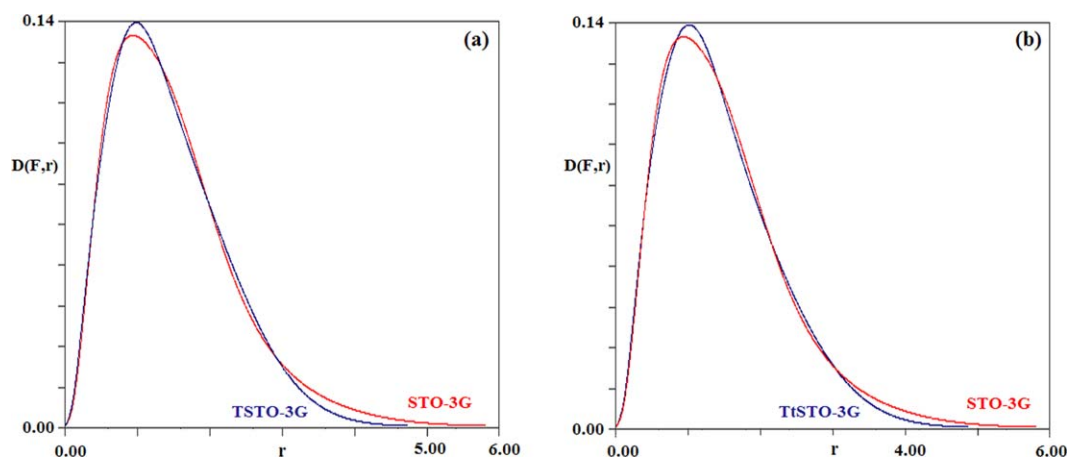 0.14
(a)
D(F,r)
STO-3G
TSTO-3G
0.00
0.00
r
5.00
6.00
0.14
(b)
D(F,r)
TtSTO-3G
STO-3G
0.00
0.00
r
4.00
6.00